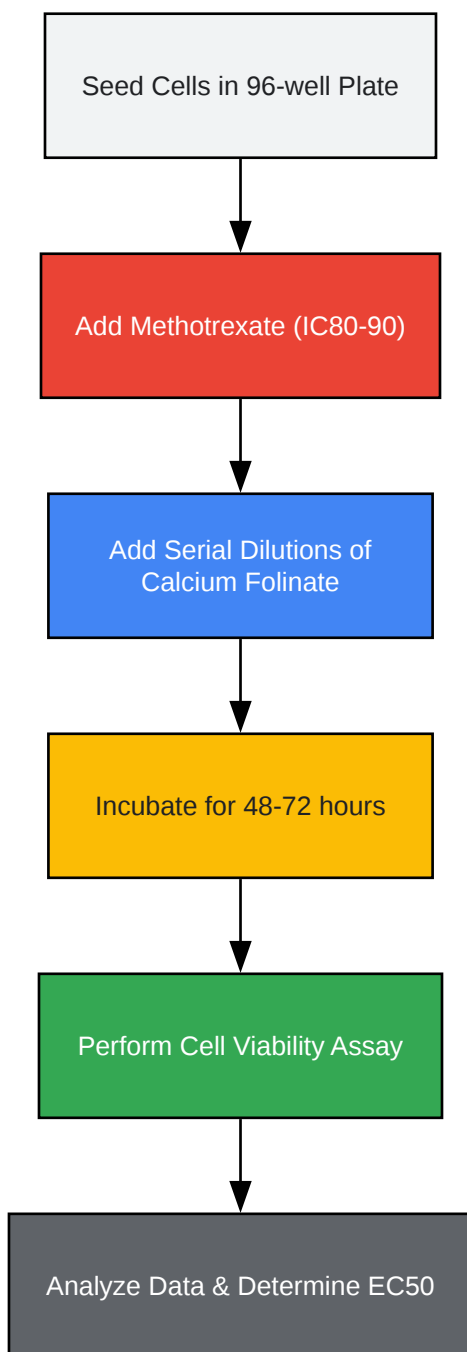 Seed Cells in 96-well Plate
Add Methotrexate (IC80-90)
Add Serial Dilutions of
Calcium Folinate
Incubate for 48-72 hours
Perform Cell Viability Assay
Analyze Data & Determine EC50